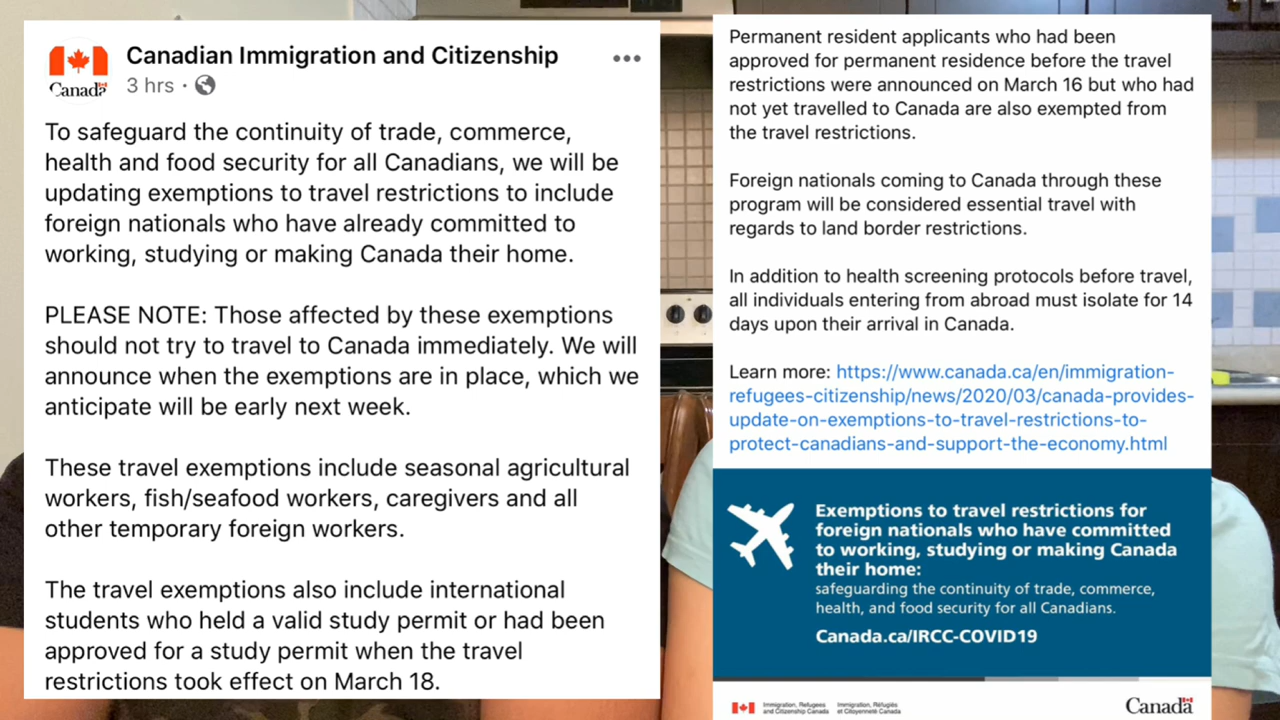 Canadian Immigration and Citizenship
3 hrs ·
Canada
To safeguard the continuity of trade, commerce,
health and food security for all Canadians, we will be
updating exemptions to travel restrictions to include
foreign nationals who have already committed to
working, studying or making Canada their home.
PLEASE NOTE: Those affected by these exemptions
should not try to travel to Canada immediately. We will
announce when the exemptions are in place, which we
anticipate will be early next week.
These travel exemptions include seasonal agricultural
workers, fish/seafood workers, caregivers and all
other temporary foreign workers.
The travel exemptions also include international
students who held a valid study permit or had been
approved for a study permit when the travel
restrictions took effect on March 18.
Permanent resident applicants who had been
approved for permanent residence before the travel
restrictions were announced on March 16 but who had
not yet travelled to Canada are also exempted from
the travel restrictions.
Foreign nationals coming to Canada through these
program will be considered essential travel with
regards to land border restrictions.
In addition to health screening protocols before travel,
all individuals entering from abroad must isolate for 14
days upon their arrival in Canada.
Learn more: https://www.canada.ca/en/immigration-
refugees-citizenship/news/2020/03/canada-provides-
update-on-exemptions-to-travel-restrictions-to-
protect-canadians-and-support-the-economy.html
Exemptions to travel restrictions for
foreign nationals who have committed
to working, studying or making Canada
their home:
safeguarding the continuity of trade, commerce,
health, and food security for all Canadians.
Canada.ca/IRCC-COVID19
Immigration, Refugees
and Citizenship Canada
Immigration, Réfugiés
et Citoyenneté Canada
Canada